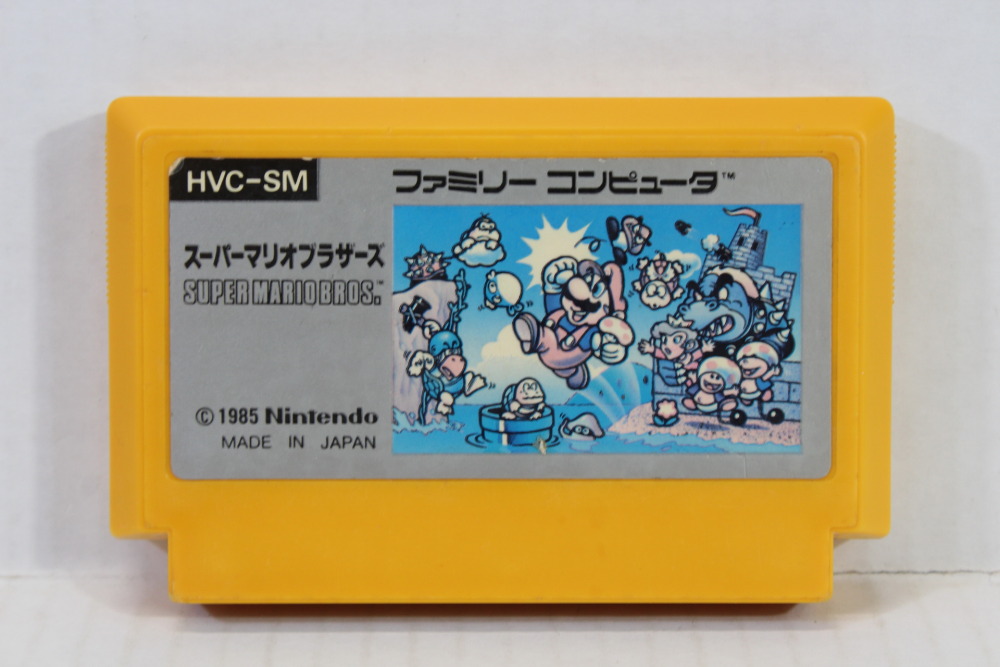 HVC-SM
ファミリー コンピュータ™
スーパーマリオブラザーズ
SUPER MARIO BROS.™
© 1985 Nintendo
MADE IN JAPAN